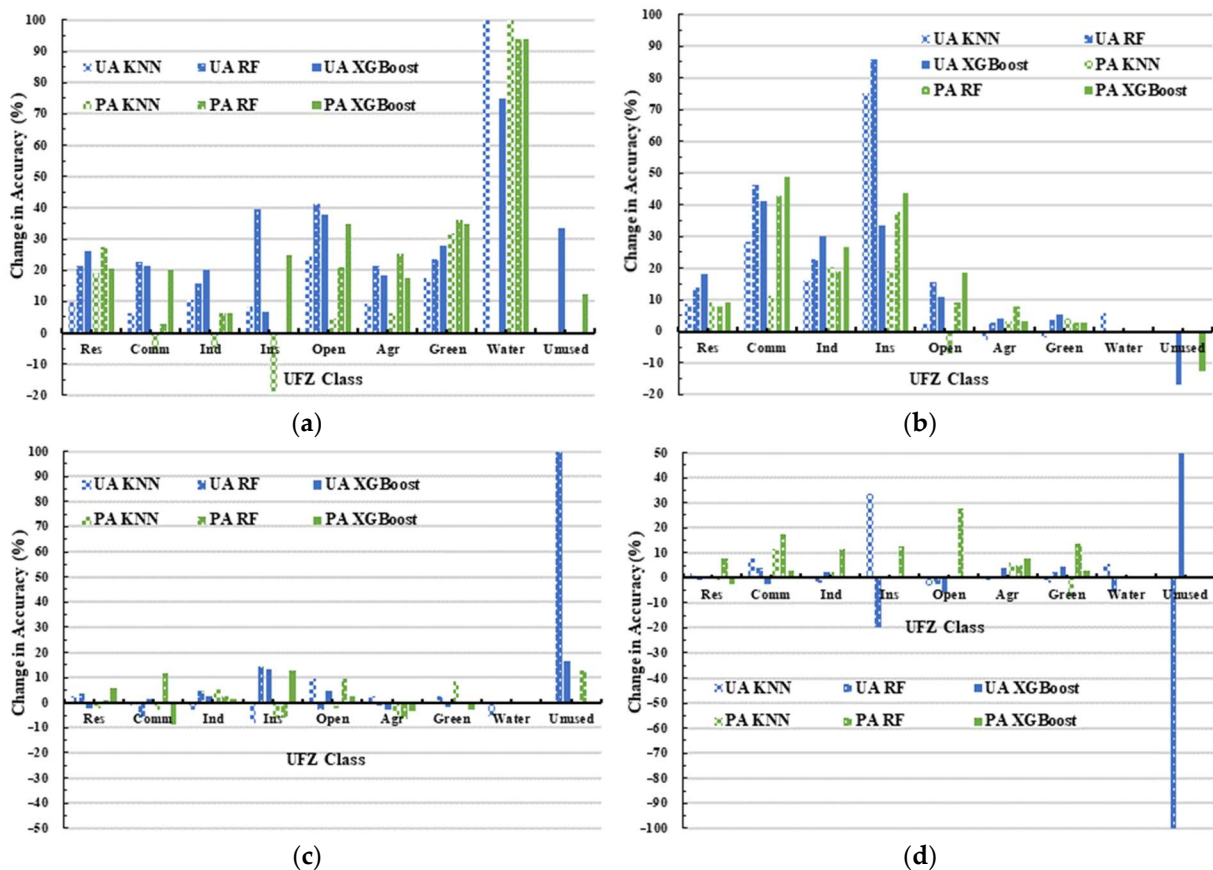 100
90
80
70
60
50
40
30
20
10
0
−10
−20
Change in Accuracy (%)
UA KNN UA RF UA XGBoost
PA KNN PA RF PA XGBoost
Res Comm Ind Ins Open Agr Green Water Unused
UFZ Class
(a)
100
90
80
70
60
50
40
30
20
10
0
−10
−20
Change in Accuracy (%)
UA KNN UA RF
UA XGBoost PA KNN
PA RF PA XGBoost
Res Comm Ind Ins Open Agr Green Water Unused
UFZ Class
(b)
100
90
80
70
60
50
40
30
20
10
0
−10
−20
−30
−40
−50
Change in Accuracy (%)
UA KNN UA RF UA XGBoost
PA KNN PA RF PA XGBoost
Res Comm Ind Ins Open Agr Green Water Unused
UFZ Class
(c)
50
40
30
20
10
0
−10
−20
−30
−40
−50
−60
−70
−80
−90
−100
Change in Accuracy (%)
Res Comm Ind Ins Open Agr Green Water Unused
UFZ Class
UA KNN UA RF UA XGBoost
PA KNN PA RF PA XGBoost
(d)